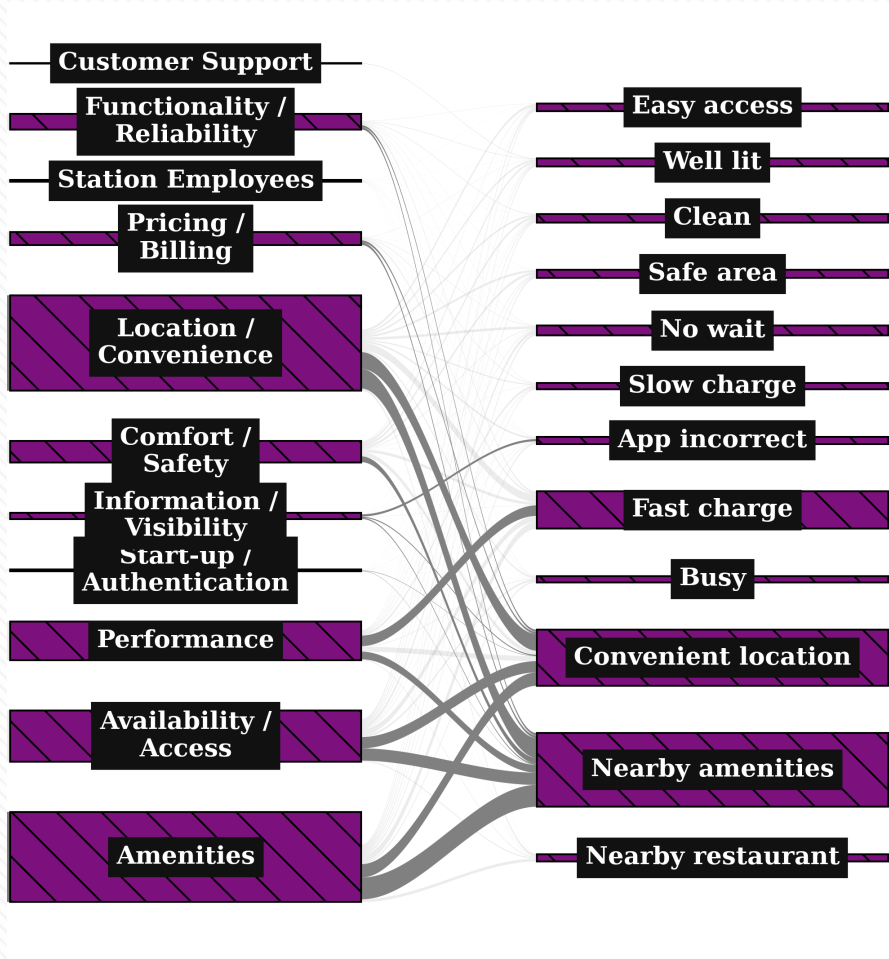 Customer Support
Functionality /
Reliability
Station Employees
Pricing /
Billing
Location /
Convenience
Comfort /
Safety
Information /
Visibility
Start-up /
Authentication
Performance
Availability /
Access
Amenities
Easy access
Well lit
Clean
Safe area
No wait
Slow charge
App incorrect
Fast charge
Busy
Convenient location
Nearby amenities
Nearby restaurant